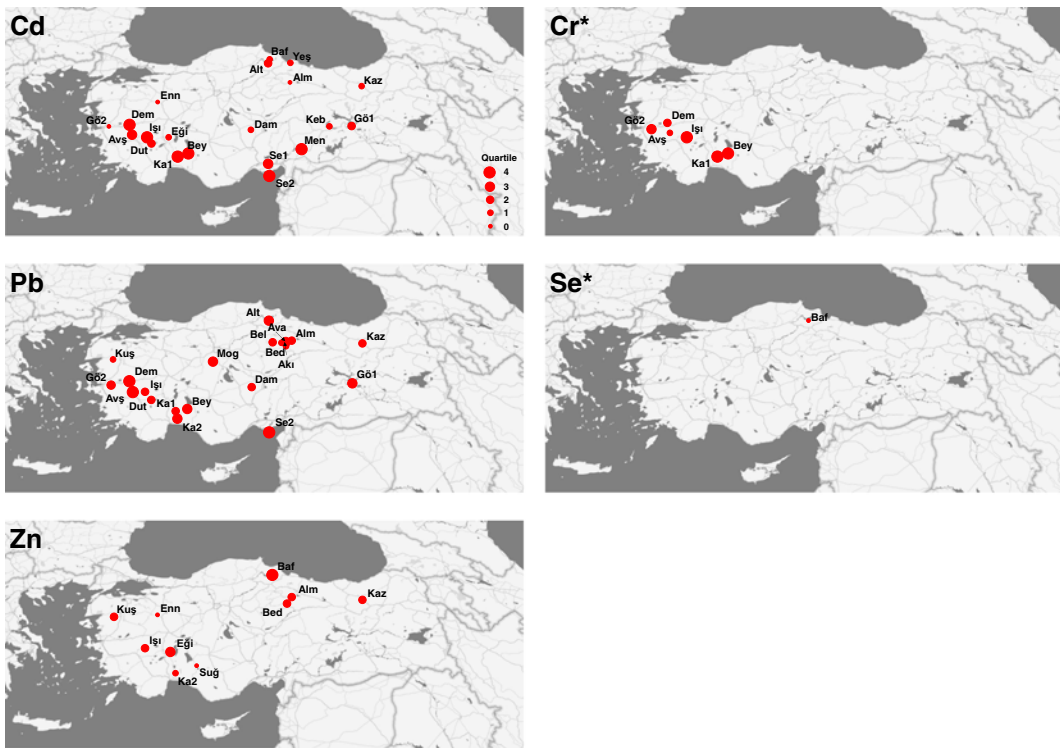 Cd
Baf
Yeş
Alt
Alm
Kaz
Enn
Dem
Gö2
Işı
Eği
Avş
Dut
Bey
Ka1
Dam
Keb
Gö1
Men
Se1
Se2
Quartile
4
3
2
1
0
Cr*
Dem
Gö2
Işı
Avş
Bey
Ka1
Pb
Alt
Ava
Bel
Alm
Bed
Akı
Kaz
Kuş
Mog
Dem
Gö2
Işı
Avş
Dut
Ka1
Bey
Ka2
Dam
Gö1
Se2
Se*
Baf
Zn
Baf
Alm
Bed
Kaz
Kuş
Enn
Işı
Eği
Suğ
Ka2